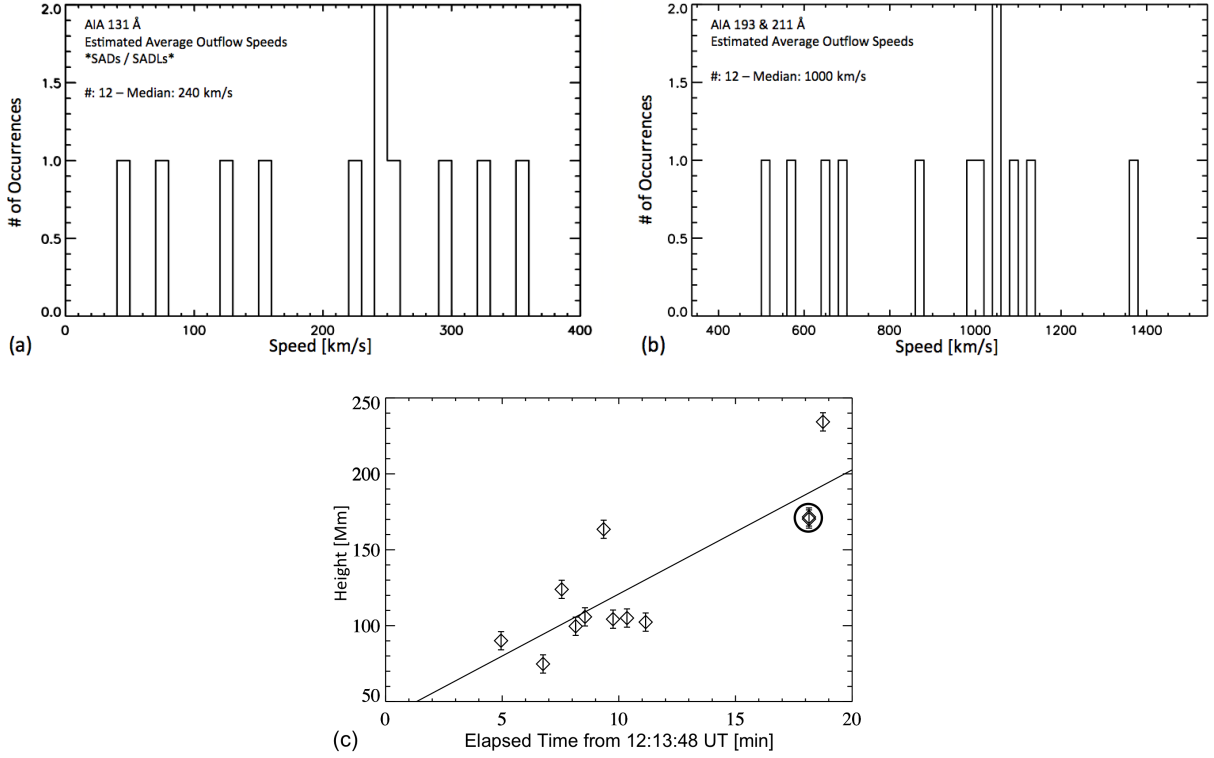 AIA 131 Å
Estimated Average Outflow Speeds
*SADs / SADLs*
#: 12 – Median: 240 km/s
# of Occurrences
2.0
1.5
1.0
0.5
0.0
0
100
200
300
400
Speed [km/s]
(a)
AIA 193 & 211 Å
Estimated Average Outflow Speeds
#: 12 – Median: 1000 km/s
# of Occurrences
2.0
1.5
1.0
0.5
0.0
400
600
800
1000
1200
1400
Speed [km/s]
(b)
Height [Mm]
250
200
150
100
50
0
5
10
15
20
Elapsed Time from 12:13:48 UT [min]
(c)